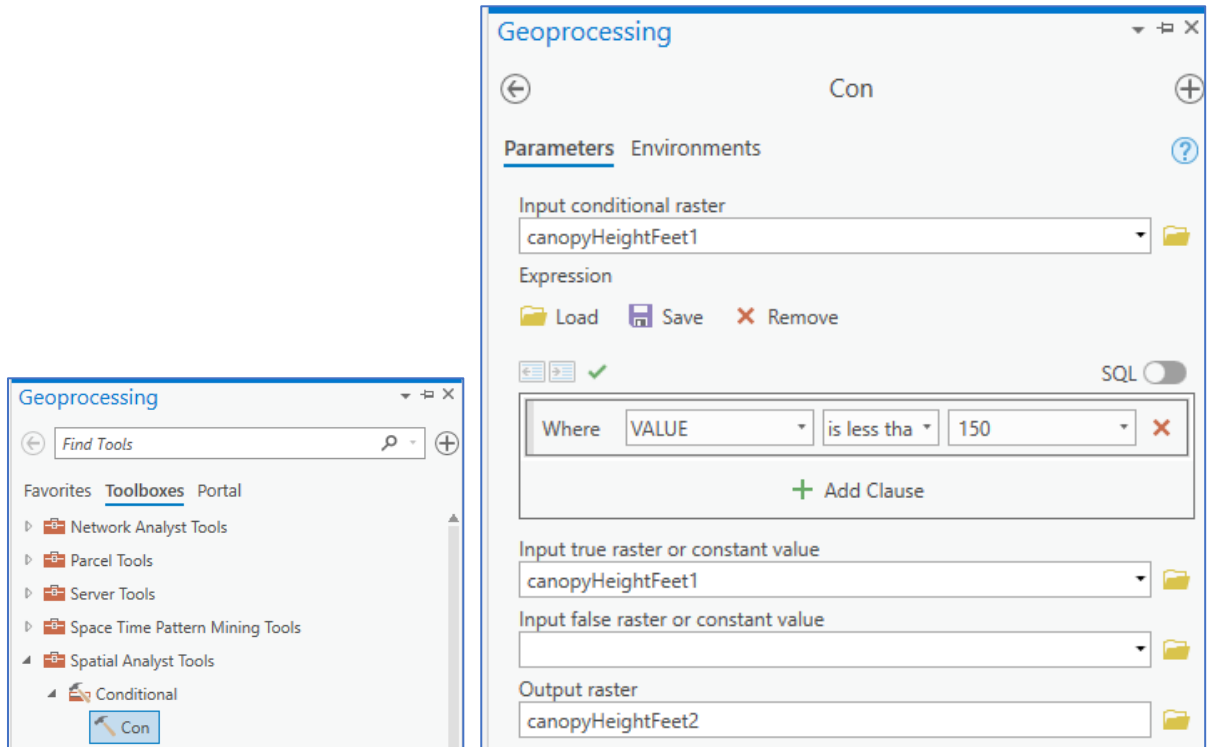 Geoprocessing
Find Tools
Favorites Toolboxes Portal
Network Analyst Tools
Parcel Tools
Server Tools
Space Time Pattern Mining Tools
Spatial Analyst Tools
Conditional
Con
Geoprocessing
Con
Parameters Environments
Input conditional raster
canopyHeightFeet1
Expression
Load Save Remove
SQL
Where VALUE is less tha 150
Add Clause
Input true raster or constant value
canopyHeightFeet1
Input false raster or constant value
Output raster
canopyHeightFeet2